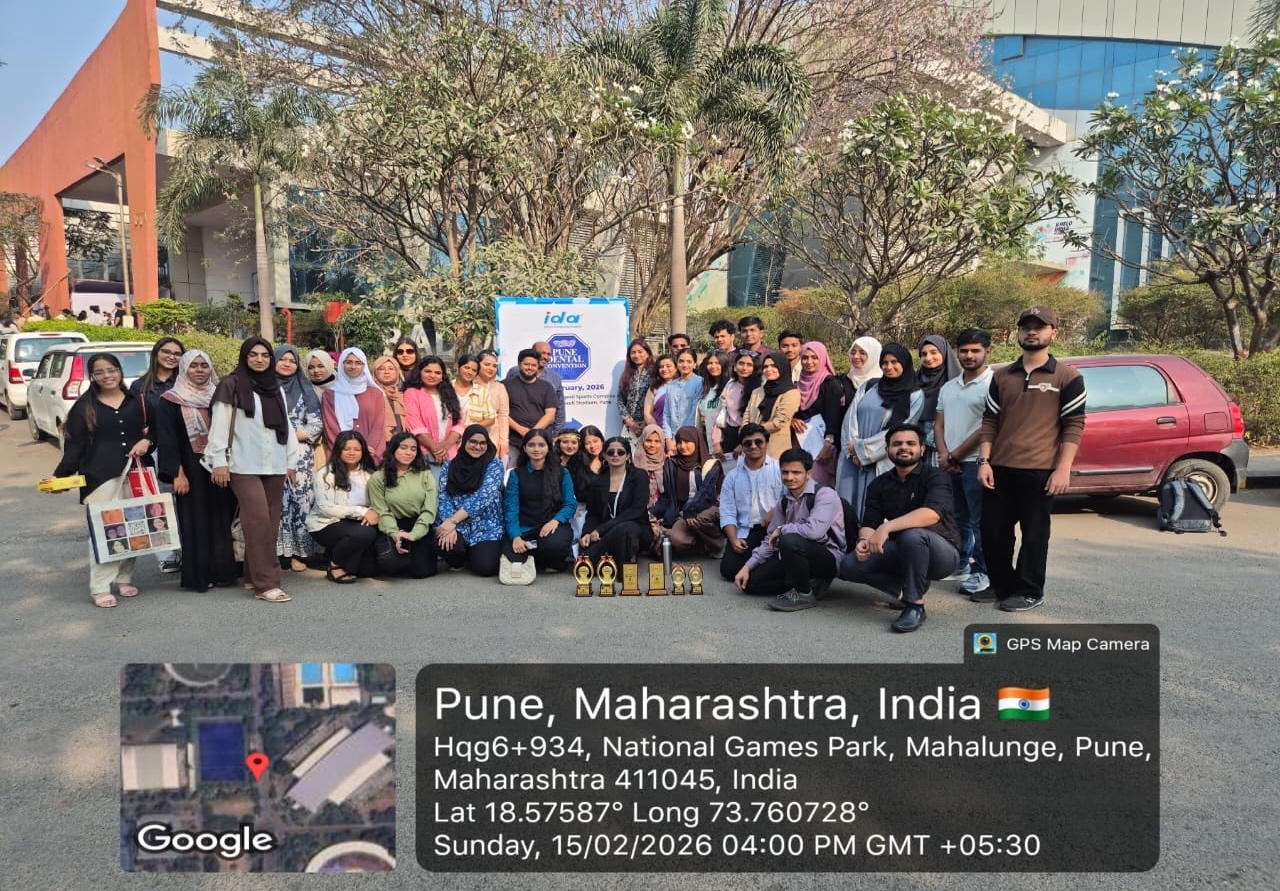 ida
PUNE
DENTAL
CONVENTION
ruary, 2026
GPS Map Camera
Pune, Maharashtra, India
Hqg6+934, National Games Park, Mahalunge, Pune,
Maharashtra 411045, India
Lat 18.57587° Long 73.760728°
Sunday, 15/02/2026 04:00 PM GMT +05:30
Google